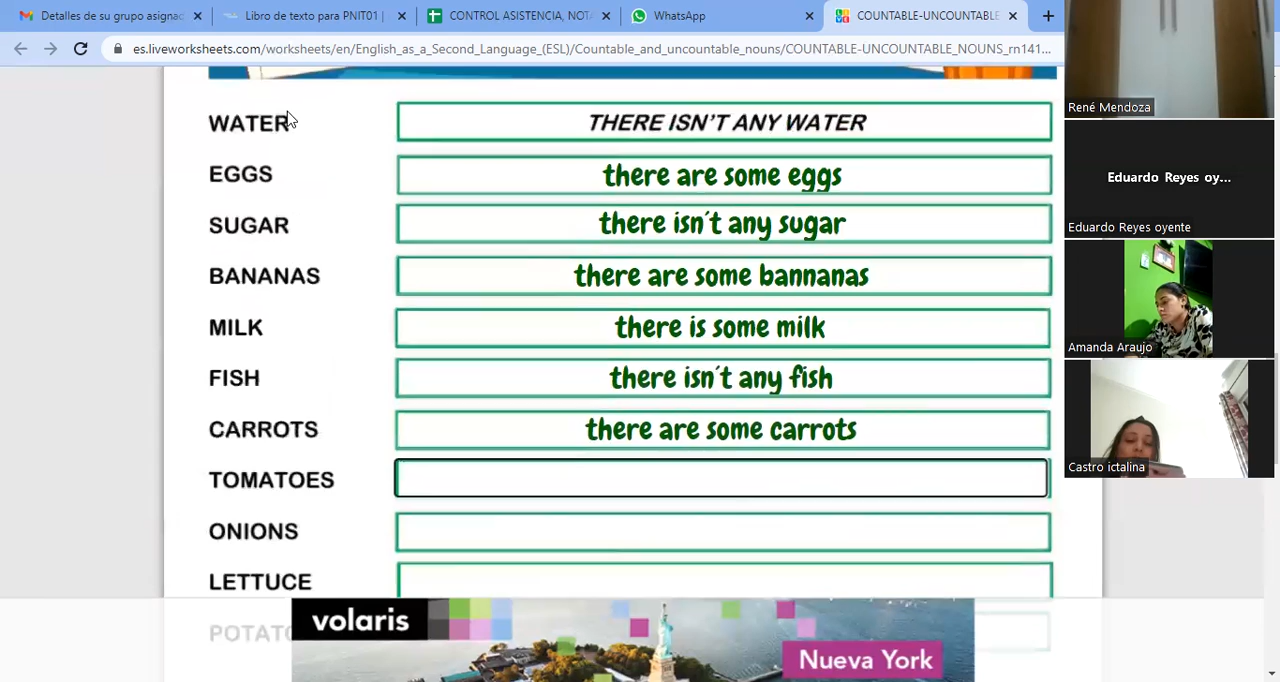 Detalles de su grupo asignac
Libro de texto para PNIT01 |
CONTROL ASISTENCIA, NOTA
WhatsApp
COUNTABLE-UNCOUNTABLE
es.liveworksheets.com/worksheets/en/English_as_a_Second_Language_(ESL)/Countable_and_uncountable_nouns/COUNTABLE-UNCOUNTABLE_NOUNS_rn141...
René Mendoza
WATER THERE ISN'T ANY WATER
EGGS there are some eggs
Eduardo Reyes oy...
Eduardo Reyes oyente
SUGAR there isn´t any sugar
BANANAS there are some bannanas
MILK there is some milk
Amanda Araujo
FISH there isn´t any fish
CARROTS there are some carrots
Castro ictalina
TOMATOES
ONIONS
LETTUCE
POTATO
volaris
Nueva York